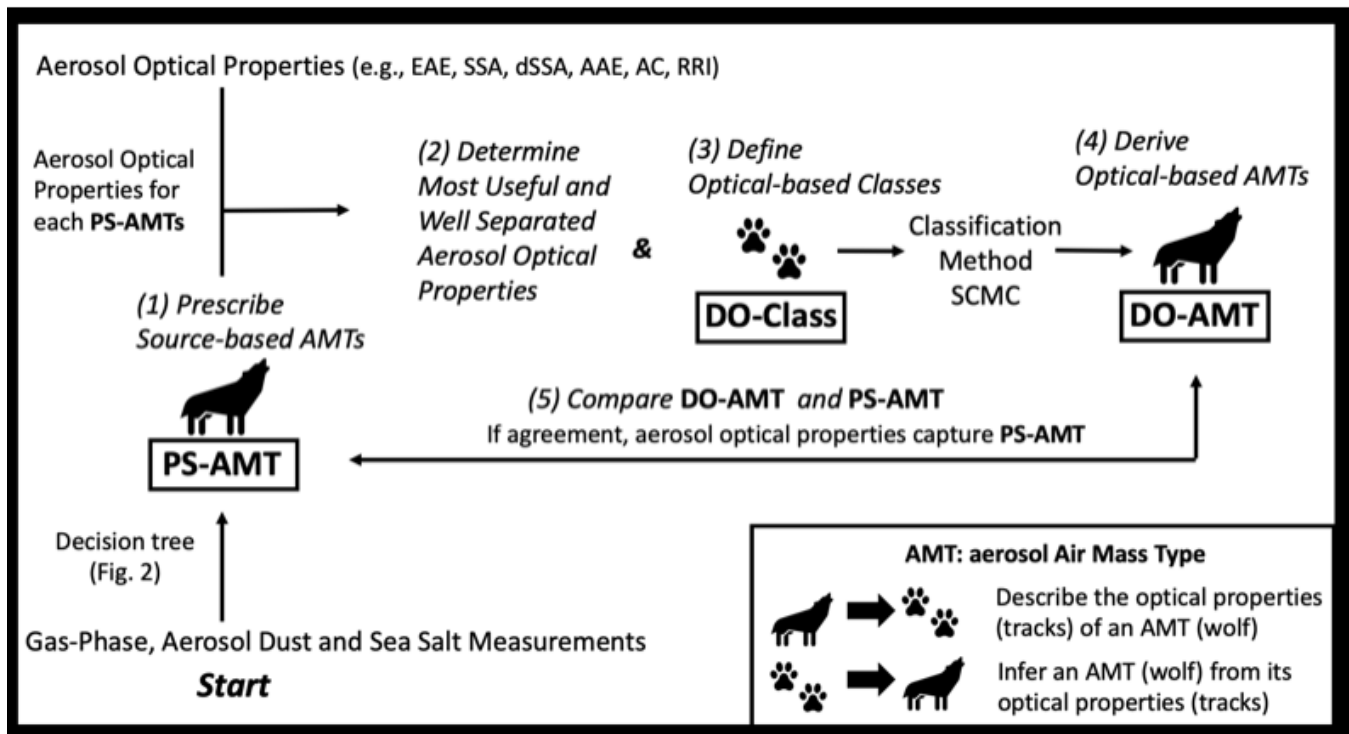 Aerosol Optical Properties (e.g., EAE, SSA, dSSA, AAE, AC, RRI)
Aerosol Optical
Properties for
each PS-AMTs
(1) Prescribe
Source-based AMTs
PS-AMT
Decision tree
(Fig. 2)
Gas-Phase, Aerosol Dust and Sea Salt Measurements
Start
(2) Determine
Most Useful and
Well Separated
Aerosol Optical
Properties
&
(3) Define
Optical-based Classes
DO-Class
Classification
Method
SCMC
(4) Derive
Optical-based AMTs
DO-AMT
(5) Compare DO-AMT and PS-AMT
If agreement, aerosol optical properties capture PS-AMT
AMT: aerosol Air Mass Type
Describe the optical properties
(tracks) of an AMT (wolf)
Infer an AMT (wolf) from its
optical properties (tracks)